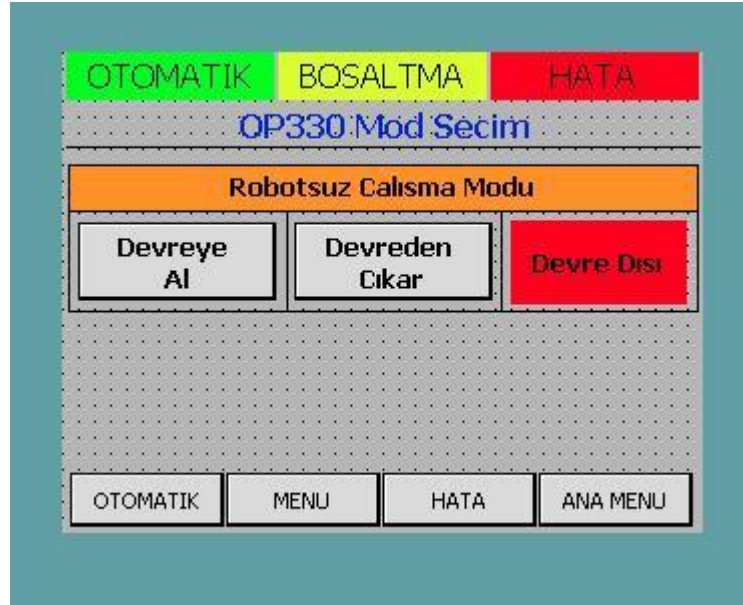 OTOMATIK BOSALTMA HATA
OP330 Mod Secim
Robotsuz Calısma Modu
Devreye Al
Devreden Cıkar
Devre Dısı
OTOMATIK MENU HATA ANA MENU